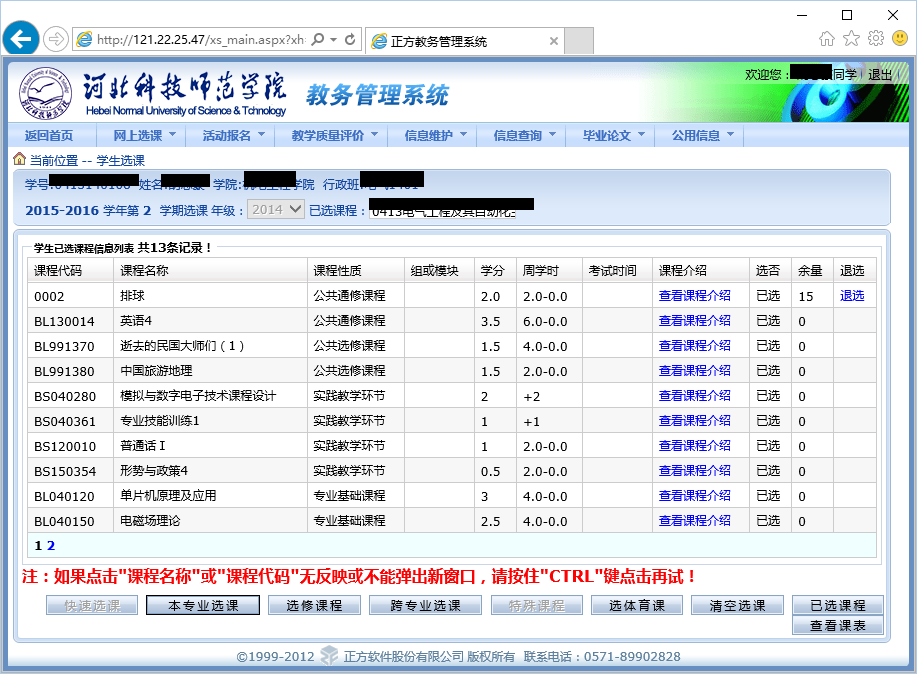 http://121.22.25.47/xs_main.aspx?xh
正方教务管理系统
河北科技师范学院
Hebei Normal University of Science & Tchnology
教务管理系统
欢迎您： 同学 退出
返回首页 网上选课 活动报名 教学质量评价 信息维护 信息查询 毕业论文 公用信息
当前位置 -- 学生选课
学号: 姓名: 学院: 学院 行政班:
2015-2016 学年第 2 学期选课 年级： 2014 已选课程：
学生已选课程信息列表 共13条记录！
课程代码 课程名称 课程性质 组或模块 学分 周学时 考试时间 课程介绍 选否 余量 退选
0002 排球 公共通修课程 2.0 2.0-0.0 查看课程介绍 已选 15 退选
BL130014 英语4 公共通修课程 3.5 6.0-0.0 查看课程介绍 已选 0
BL991370 逝去的民国大师们（1） 公共选修课程 1.5 4.0-0.0 查看课程介绍 已选 0
BL991380 中国旅游地理 公共选修课程 1.5 2.0-0.0 查看课程介绍 已选 0
BS040280 模拟与数字电子技术课程设计 实践教学环节 2 +2 查看课程介绍 已选 0
BS040361 专业技能训练1 实践教学环节 1 +1 查看课程介绍 已选 0
BS120010 普通话Ⅰ 实践教学环节 1 2.0-0.0 查看课程介绍 已选 0
BS150354 形势与政策4 实践教学环节 0.5 2.0-0.0 查看课程介绍 已选 0
BL040120 单片机原理及应用 专业基础课程 3 4.0-0.0 查看课程介绍 已选 0
BL040150 电磁场理论 专业基础课程 2.5 4.0-0.0 查看课程介绍 已选 0
1 2
注：如果点击"课程名称"或"课程代码"无反映或不能弹出新窗口，请按住"CTRL"键点击再试！
快速选课 本专业选课 选修课程 跨专业选课 特殊课程 选体育课 清空选课 已选课程
查看课表
©1999-2012 正方软件股份有限公司 版权所有 联系电话：0571-89902828